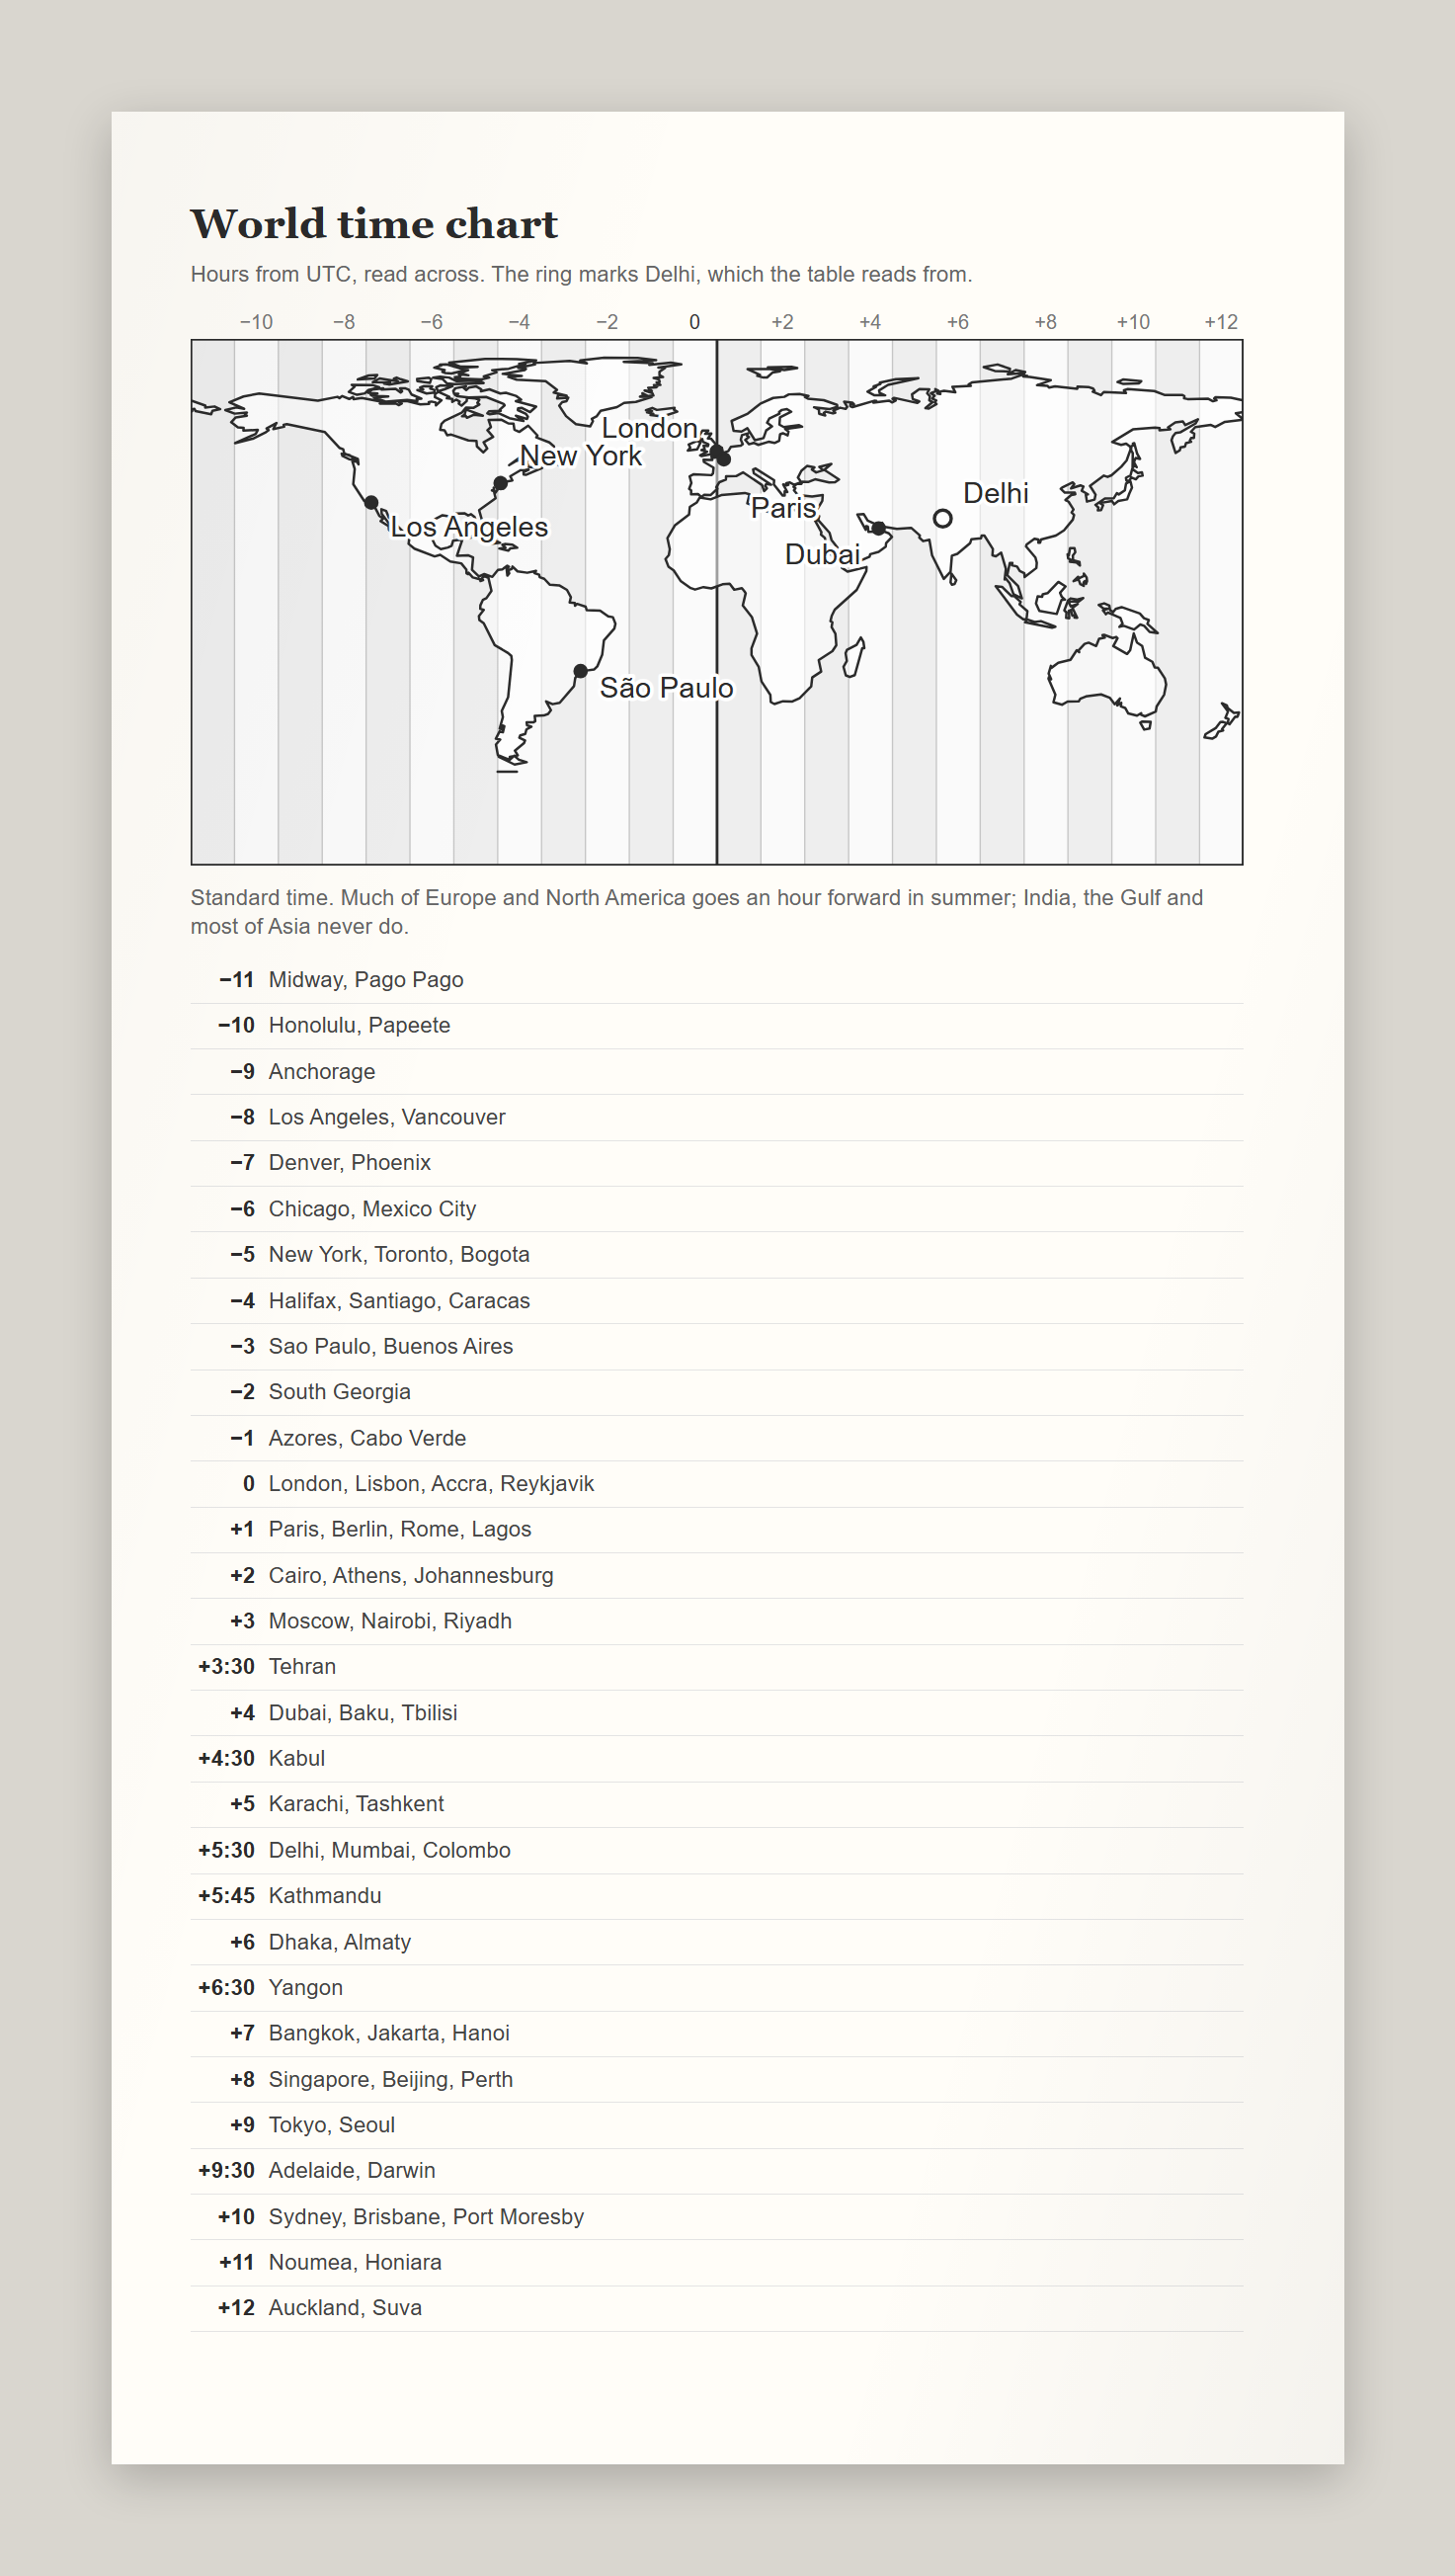 World time chart
Hours from UTC, read across. The ring marks Delhi, which the table reads from.
−10 −8 −6 −4 −2 0 +2 +4 +6 +8 +10 +12
London
New York
Delhi
Paris
Los Angeles
Dubai
São Paulo
Standard time. Much of Europe and North America goes an hour forward in summer; India, the Gulf and
most of Asia never do.
−11 Midway, Pago Pago
−10 Honolulu, Papeete
−9 Anchorage
−8 Los Angeles, Vancouver
−7 Denver, Phoenix
−6 Chicago, Mexico City
−5 New York, Toronto, Bogota
−4 Halifax, Santiago, Caracas
−3 Sao Paulo, Buenos Aires
−2 South Georgia
−1 Azores, Cabo Verde
0 London, Lisbon, Accra, Reykjavik
+1 Paris, Berlin, Rome, Lagos
+2 Cairo, Athens, Johannesburg
+3 Moscow, Nairobi, Riyadh
+3:30 Tehran
+4 Dubai, Baku, Tbilisi
+4:30 Kabul
+5 Karachi, Tashkent
+5:30 Delhi, Mumbai, Colombo
+5:45 Kathmandu
+6 Dhaka, Almaty
+6:30 Yangon
+7 Bangkok, Jakarta, Hanoi
+8 Singapore, Beijing, Perth
+9 Tokyo, Seoul
+9:30 Adelaide, Darwin
+10 Sydney, Brisbane, Port Moresby
+11 Noumea, Honiara
+12 Auckland, Suva